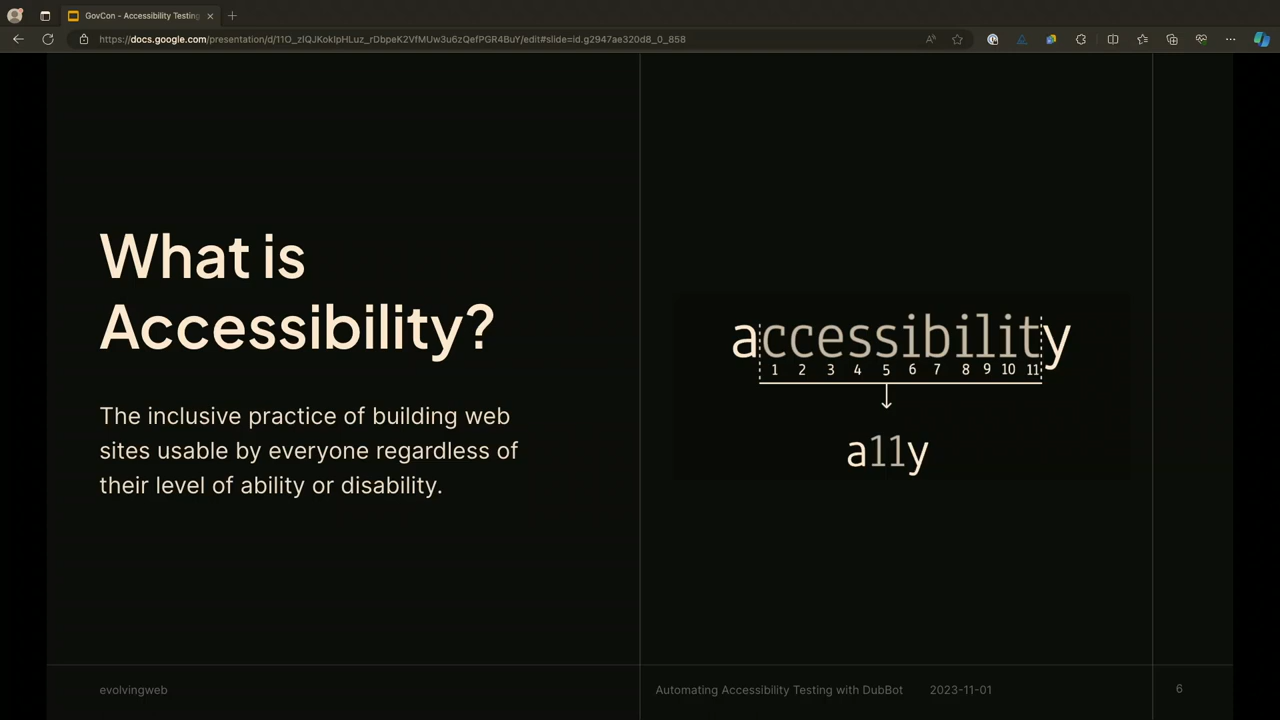 GovCon - Accessibility Testing
https://docs.google.com/presentation/d/11O_zIQJKokIpHLuz_rDbpeK2VfMUw3u6zQefPGR4BuY/edit#slide=id.g2947ae320d8_0_858
What is
Accessibility?
The inclusive practice of building web
sites usable by everyone regardless of
their level of ability or disability.
accessibility
1 2 3 4 5 6 7 8 9 10 11
a11y
evolvingweb
Automating Accessibility Testing with DubBot
2023-11-01
6